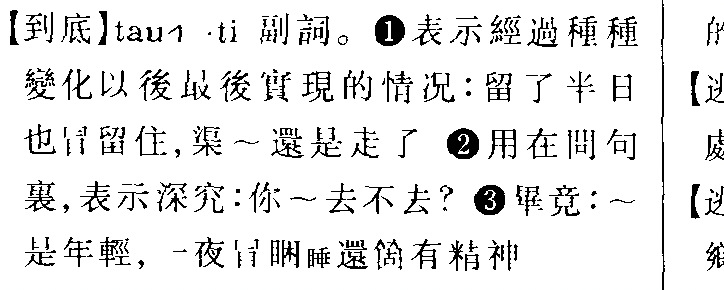 【到底】tau ·ti 副詞。❶表示經過種種
變化以後最後實現的情況：留了半日
也留住，渠～還是走了 ❷用在問句
裏，表示深究：你～去不去？❸畢竟：～
是年輕，一夜睏睡還箇有精神